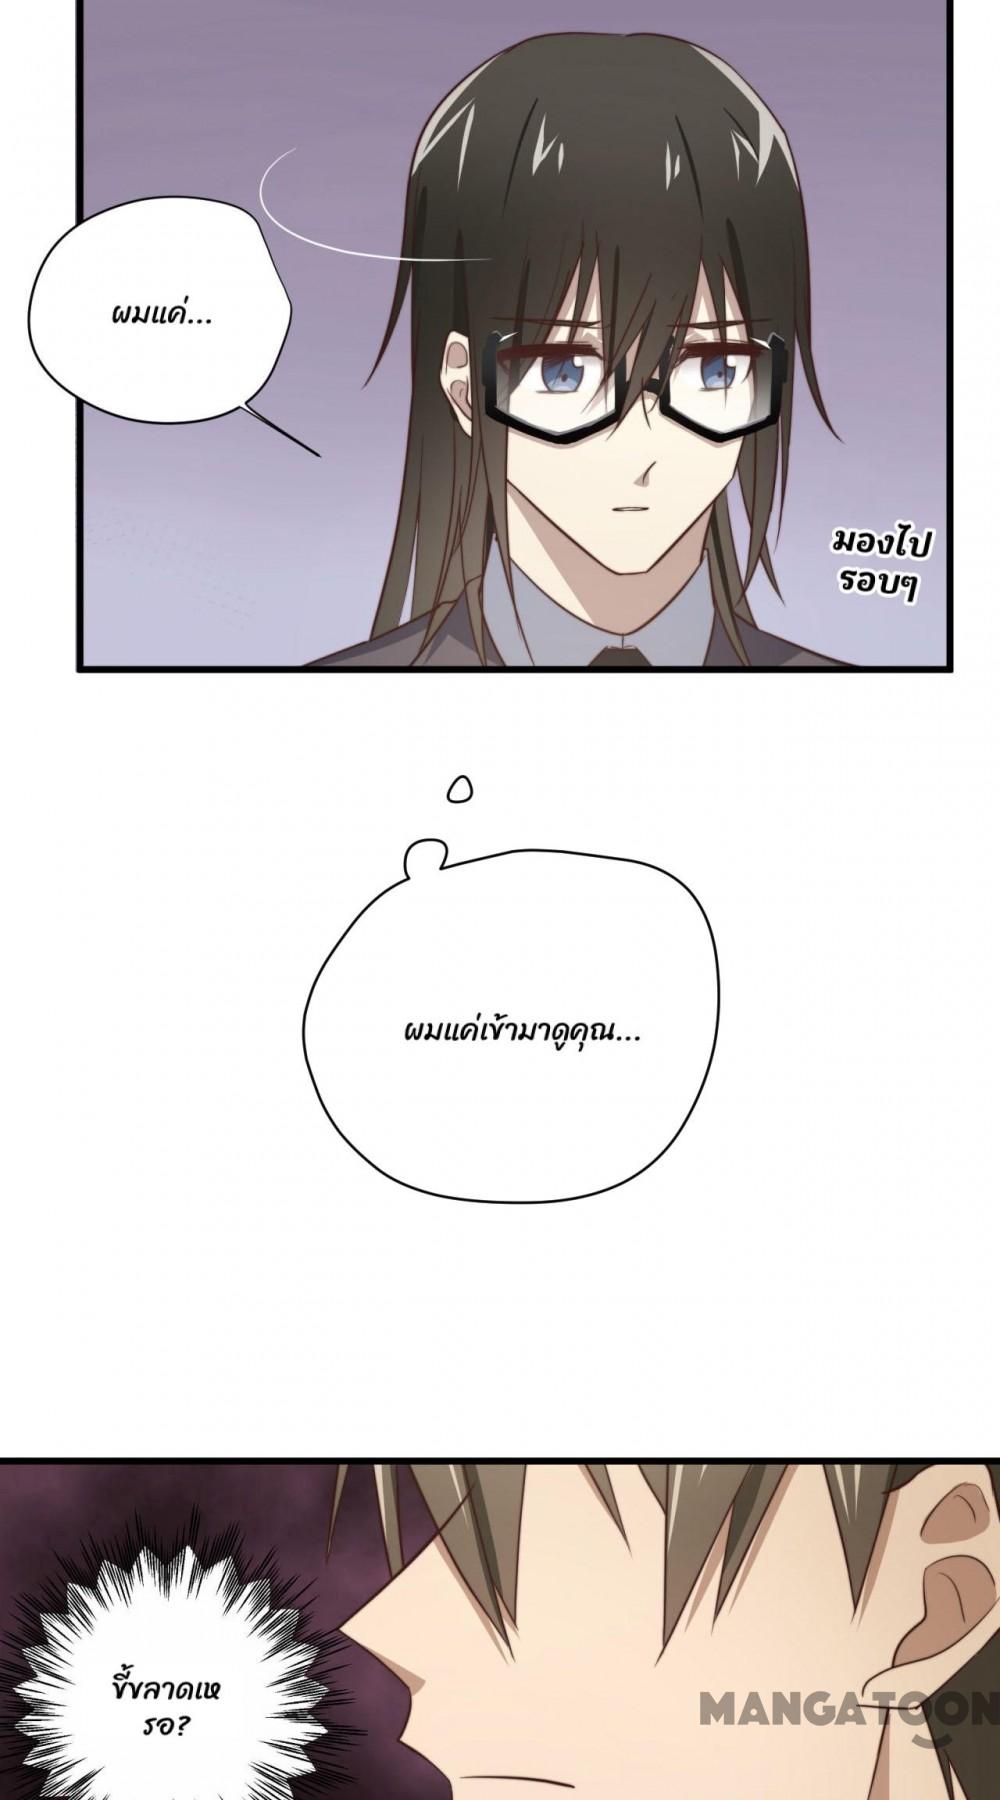 ผมแค่...
มองไป
รอบๆ
ผมแค่เข้ามาดูคุณ...
ขี้ขลาดเห
รอ?
MANGATOON